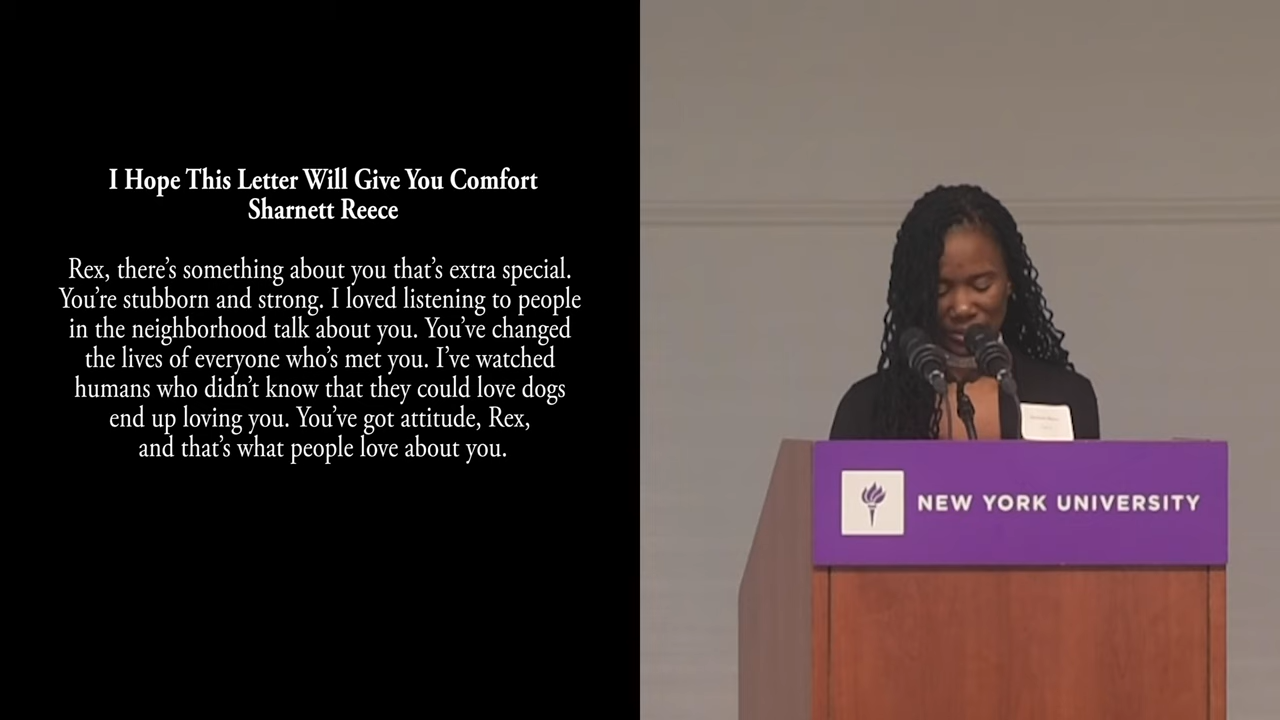 I Hope This Letter Will Give You Comfort
Sharnett Reece
Rex, there's something about you that's extra special.
You're stubborn and strong. I loved listening to people
in the neighborhood talk about you. You've changed
the lives of everyone who's met you. I've watched
humans who didn't know that they could love dogs
end up loving you. You've got attitude, Rex,
and that's what people love about you.
NEW YORK UNIVERSITY